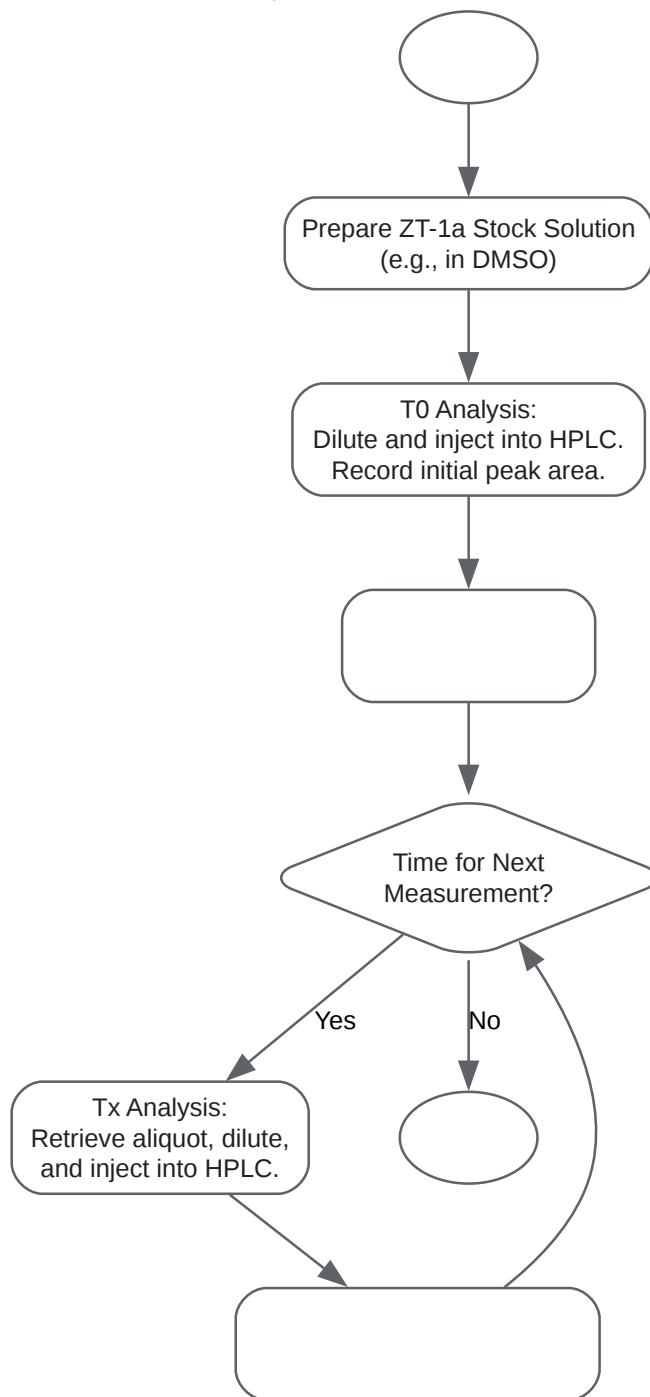 Prepare ZT-1a Stock Solution
(e.g., in DMSO)
T0 Analysis:
Dilute and inject into HPLC.
Record initial peak area.
Time for Next
Measurement?
Yes
No
Tx Analysis:
Retrieve aliquot, dilute,
and inject into HPLC.